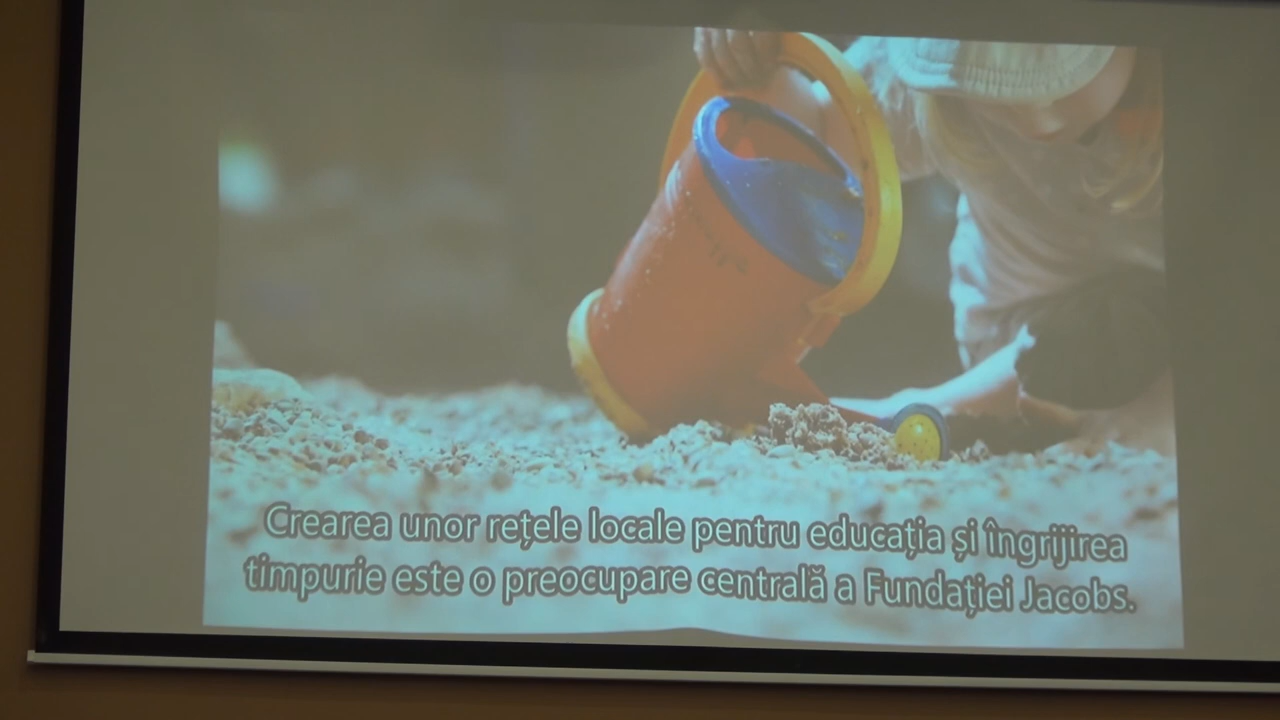 Crearea unor rețele locale pentru educația și îngrijirea
timpurie este o preocupare centrală a Fundației Jacobs.